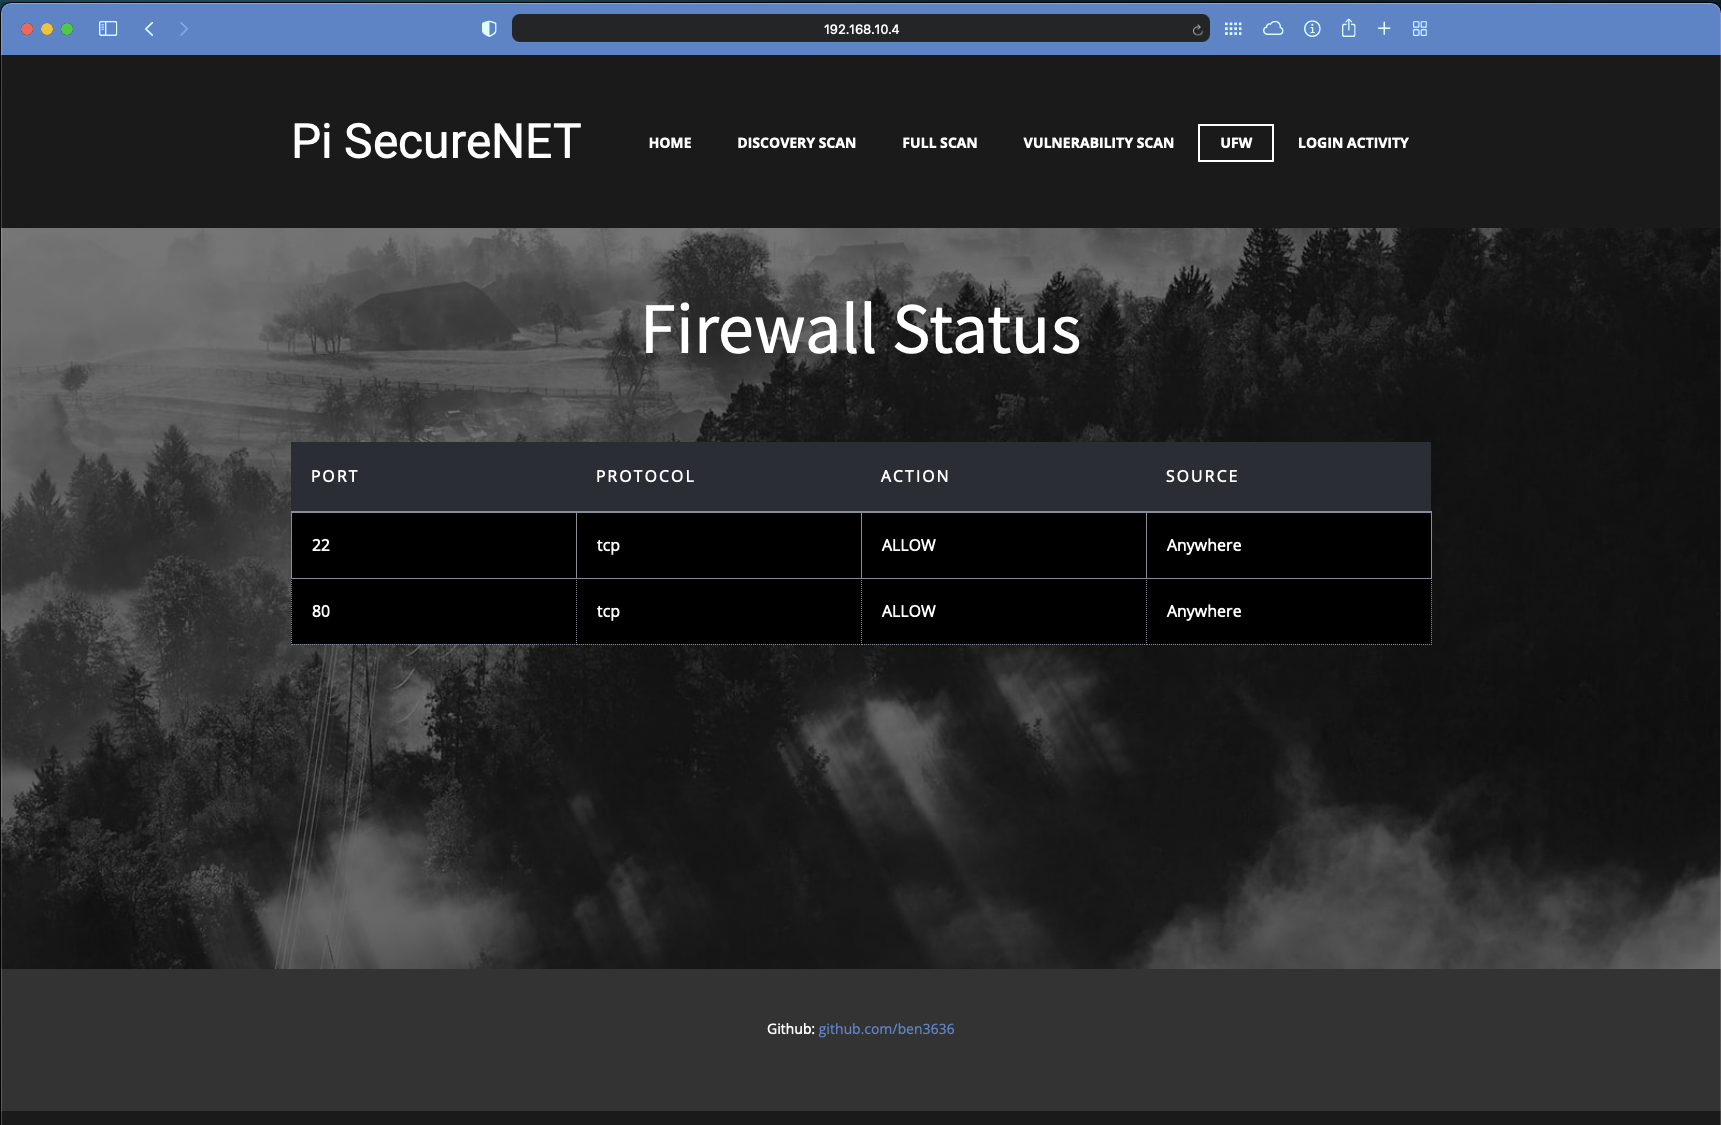 192.168.10.4
Pi SecureNET
HOME DISCOVERY SCAN FULL SCAN VULNERABILITY SCAN UFW LOGIN ACTIVITY
Firewall Status
PORT PROTOCOL ACTION SOURCE
22 tcp ALLOW Anywhere
80 tcp ALLOW Anywhere
Github: github.com/ben3636